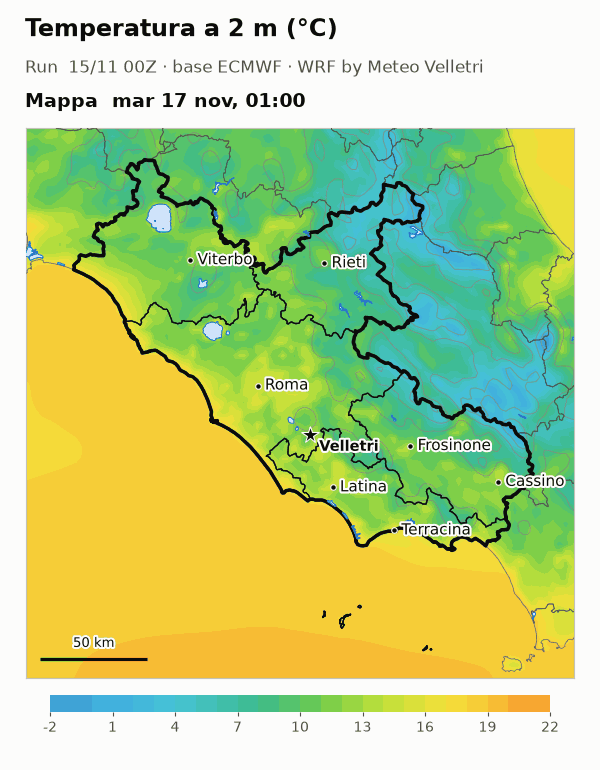 Temperatura a 2 m (°C)
Run  15/11 00Z · base ECMWF · WRF by Meteo Velletri
Mappa  mar 17 nov, 01:00
Viterbo
Rieti
Roma
Velletri
Frosinone
Latina
Cassino
Terracina
50 km
-2 1 4 7 10 13 16 19 22